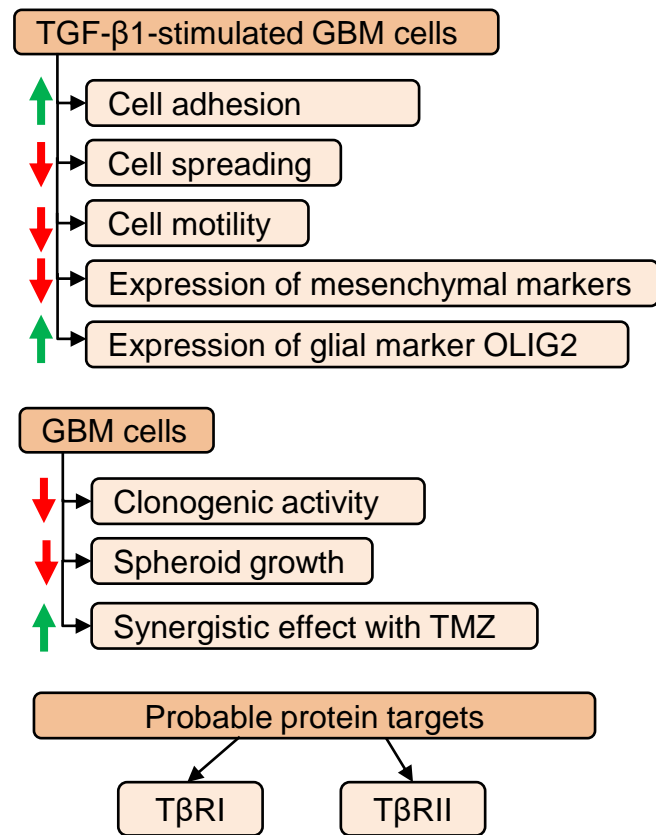 TGF-β1-stimulated GBM cells
Cell adhesion
Cell spreading
Cell motility
Expression of mesenchymal markers
Expression of glial marker OLIG2
GBM cells
Clonogenic activity
Spheroid growth
Synergistic effect with TMZ
Probable protein targets
TβRI
TβRII